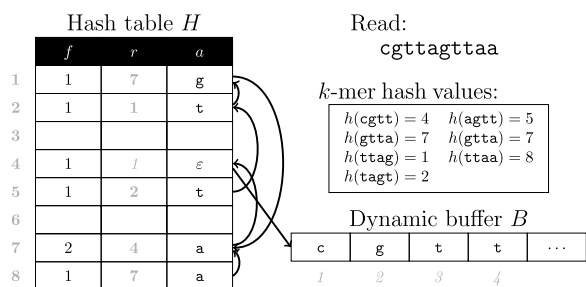 Hash table H
f r a
1 1 7 g
2 1 1 t
3
4 1 1 ε
5 1 2 t
6
7 2 4 a
8 1 7 a
Read:
cgttagttaa
k-mer hash values:
h(cgtt) = 4 h(agtt) = 5
h(gtta) = 7 h(gtta) = 7
h(ttag) = 1 h(ttaa) = 8
h(tagt) = 2
Dynamic buffer B
c g t t ···
1 2 3 4